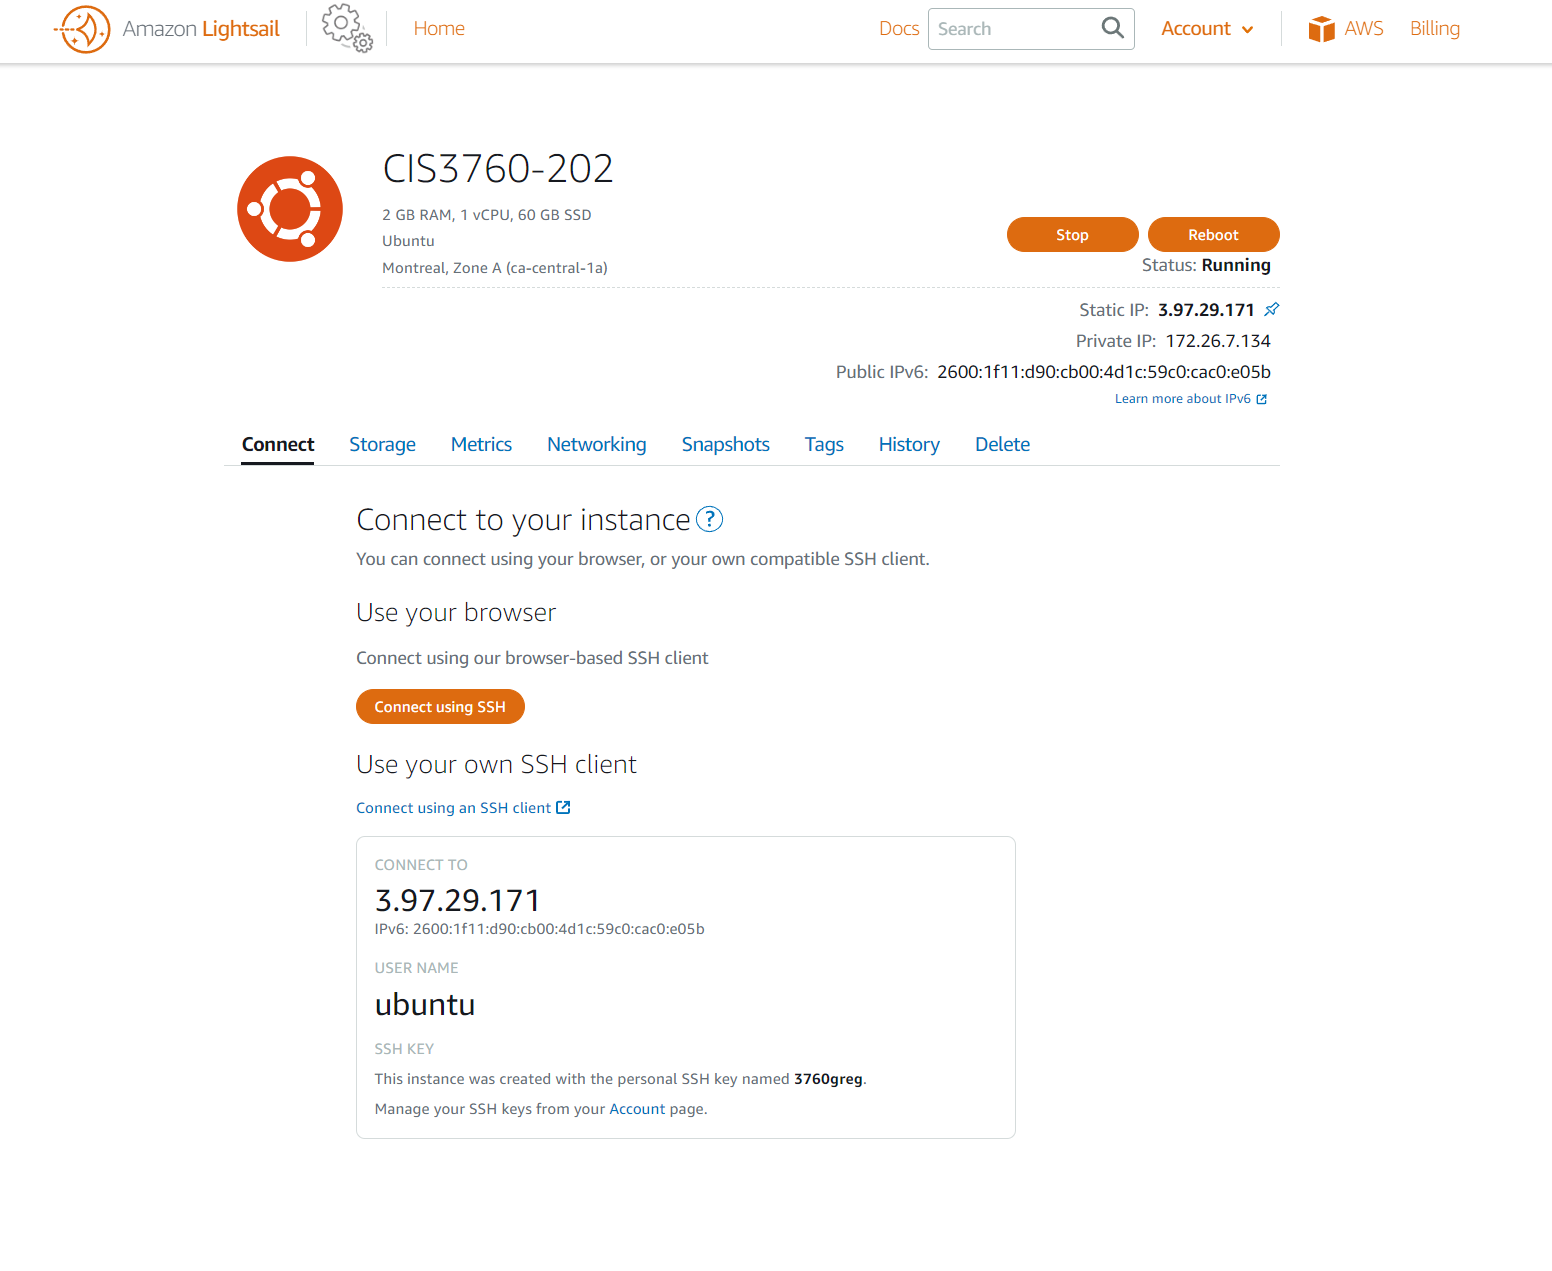 Amazon Lightsail
Home
Docs
Search
Account
AWS
Billing
CIS3760-202
2 GB RAM, 1 vCPU, 60 GB SSD
Ubuntu
Montreal, Zone A (ca-central-1a)
Stop
Reboot
Status: Running
Static IP: 3.97.29.171
Private IP: 172.26.7.134
Public IPv6: 2600:1f11:d90:cb00:4d1c:59c0:cac0:e05b
Learn more about IPv6
Connect
Storage
Metrics
Networking
Snapshots
Tags
History
Delete
Connect to your instance ?
You can connect using your browser, or your own compatible SSH client.
Use your browser
Connect using our browser-based SSH client
Connect using SSH
Use your own SSH client
Connect using an SSH client
CONNECT TO
3.97.29.171
IPv6: 2600:1f11:d90:cb00:4d1c:59c0:cac0:e05b
USER NAME
ubuntu
SSH KEY
This instance was created with the personal SSH key named 3760greg.
Manage your SSH keys from your Account page.